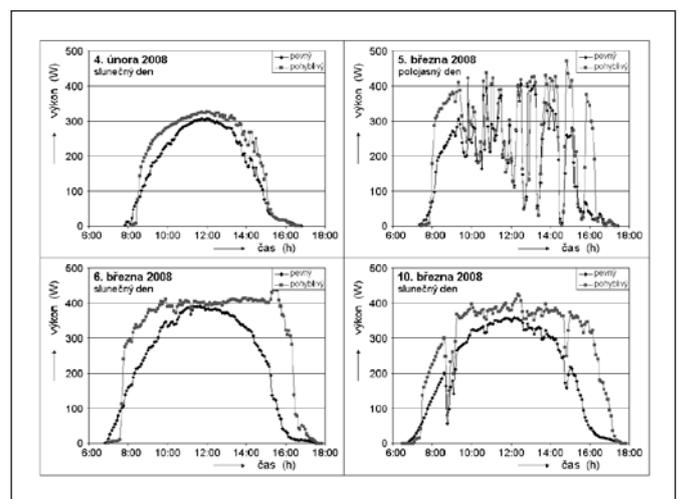 4. února 2008
slunečný den
pevný
pohyblivý
výkon (W)
500
400
300
200
100
0
6:00 8:00 10:00 12:00 14:00 16:00 18:00
čas (h)
5. března 2008
polojasný den
pevný
pohyblivý
výkon (W)
500
400
300
200
100
0
6:00 8:00 10:00 12:00 14:00 16:00 18:00
čas (h)
6. března 2008
slunečný den
pevný
pohyblivý
výkon (W)
500
400
300
200
100
0
6:00 8:00 10:00 12:00 14:00 16:00 18:00
čas (h)
10. března 2008
slunečný den
pevný
pohyblivý
výkon (W)
500
400
300
200
100
0
6:00 8:00 10:00 12:00 14:00 16:00 18:00
čas (h)